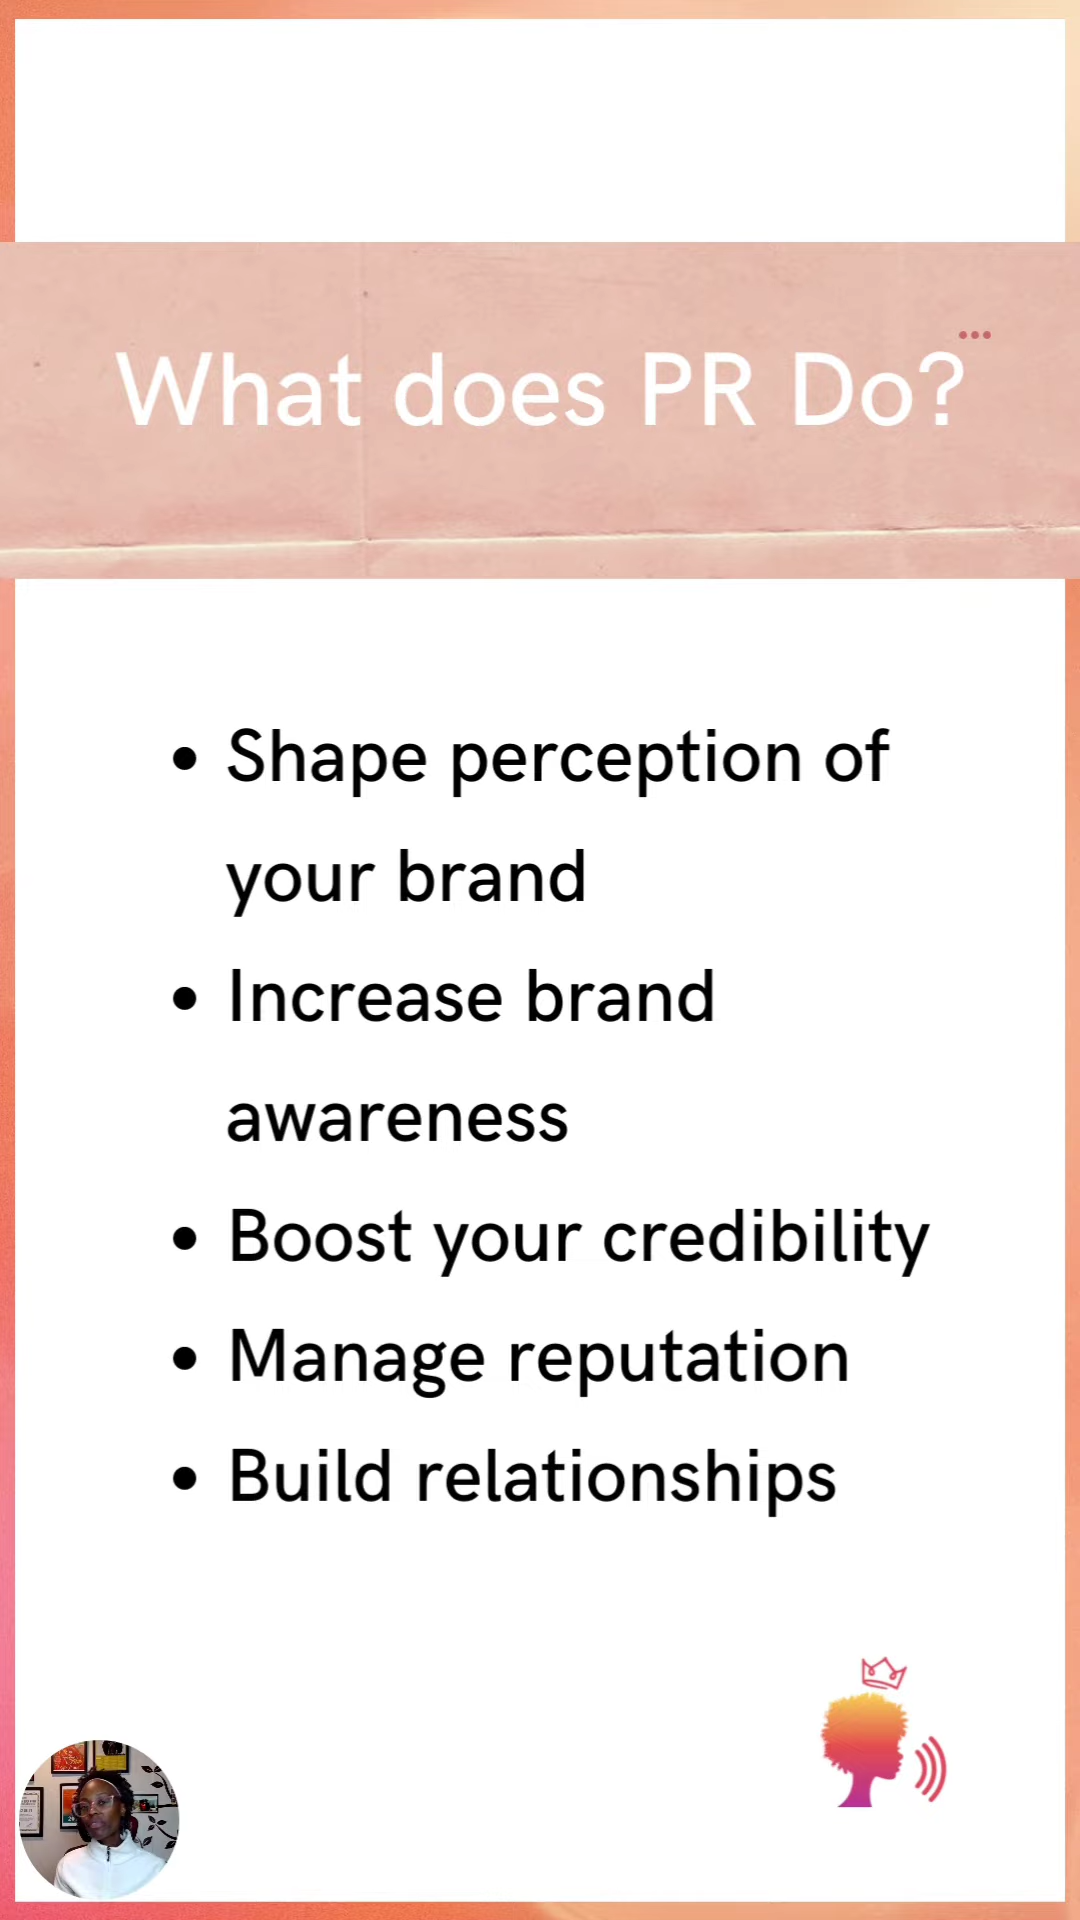 What does PR Do?
• Shape perception of
your brand
• Increase brand
awareness
• Boost your credibility
• Manage reputation
• Build relationships